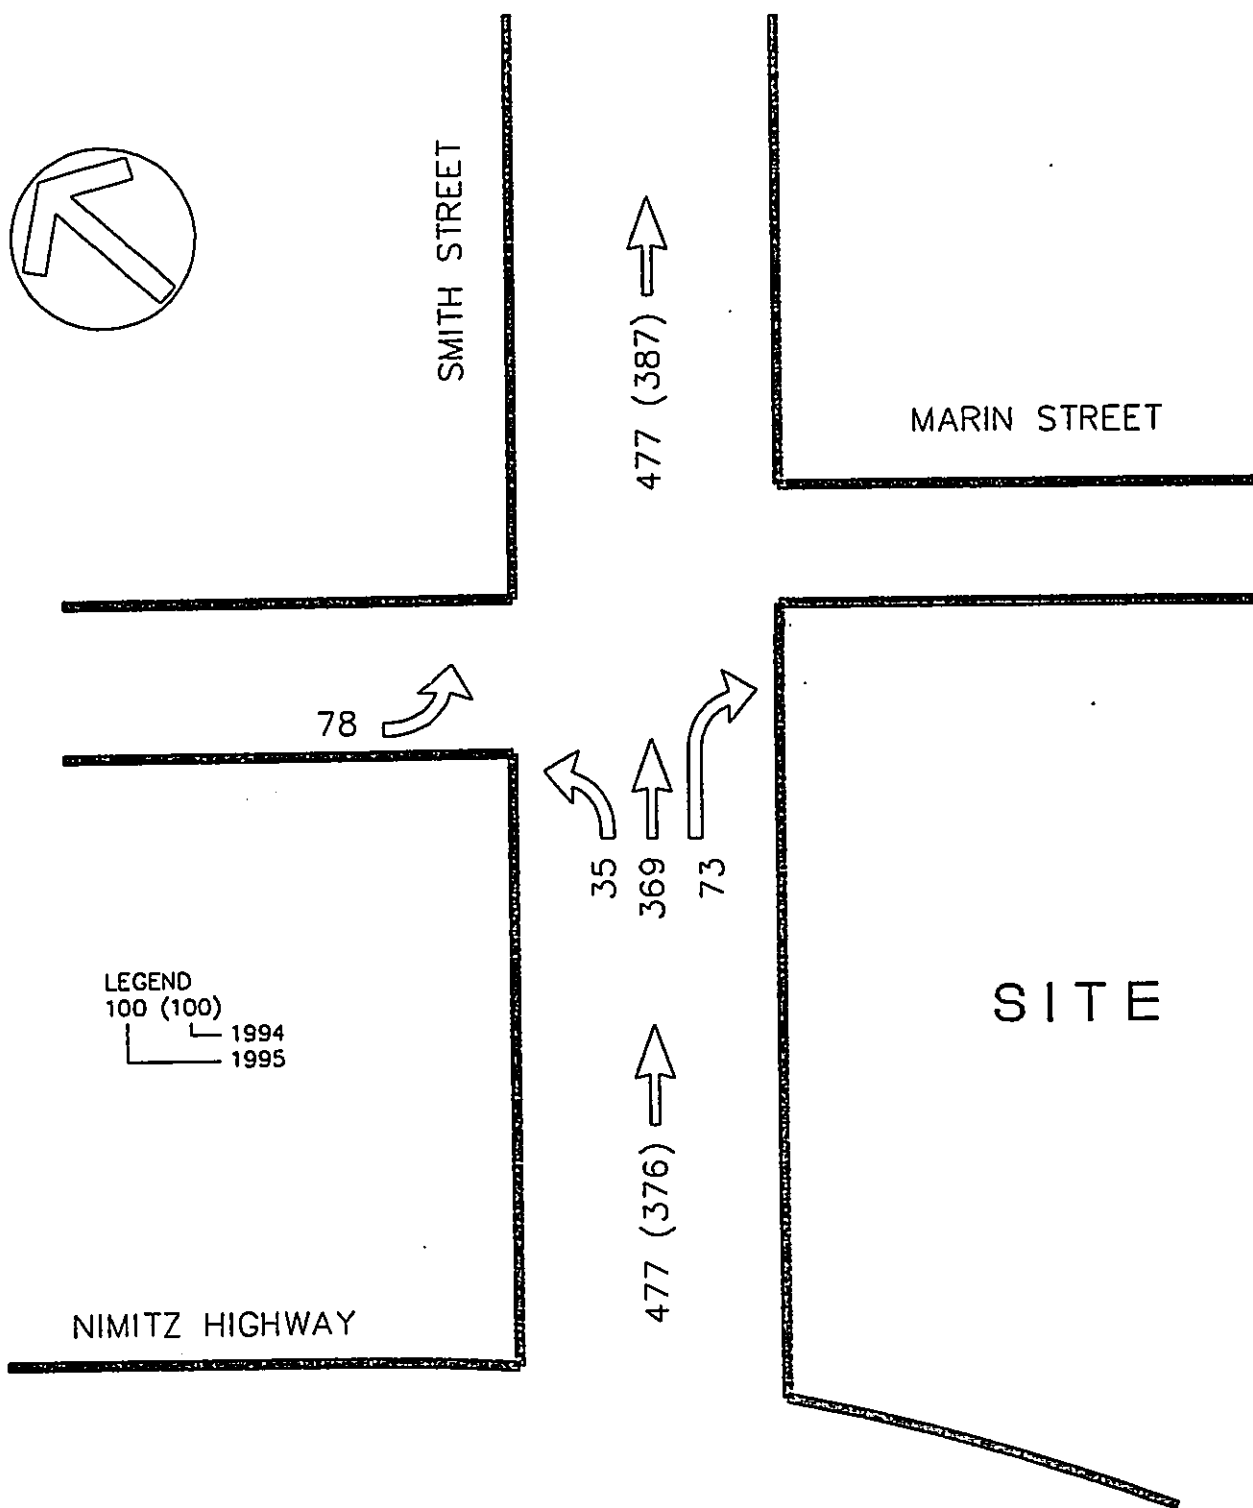 SMITH STREET
477 (387)
MARIN STREET
78
35
369
73
LEGEND
100 (100)
1994
1995
SITE
477 (376)
NIMITZ HIGHWAY